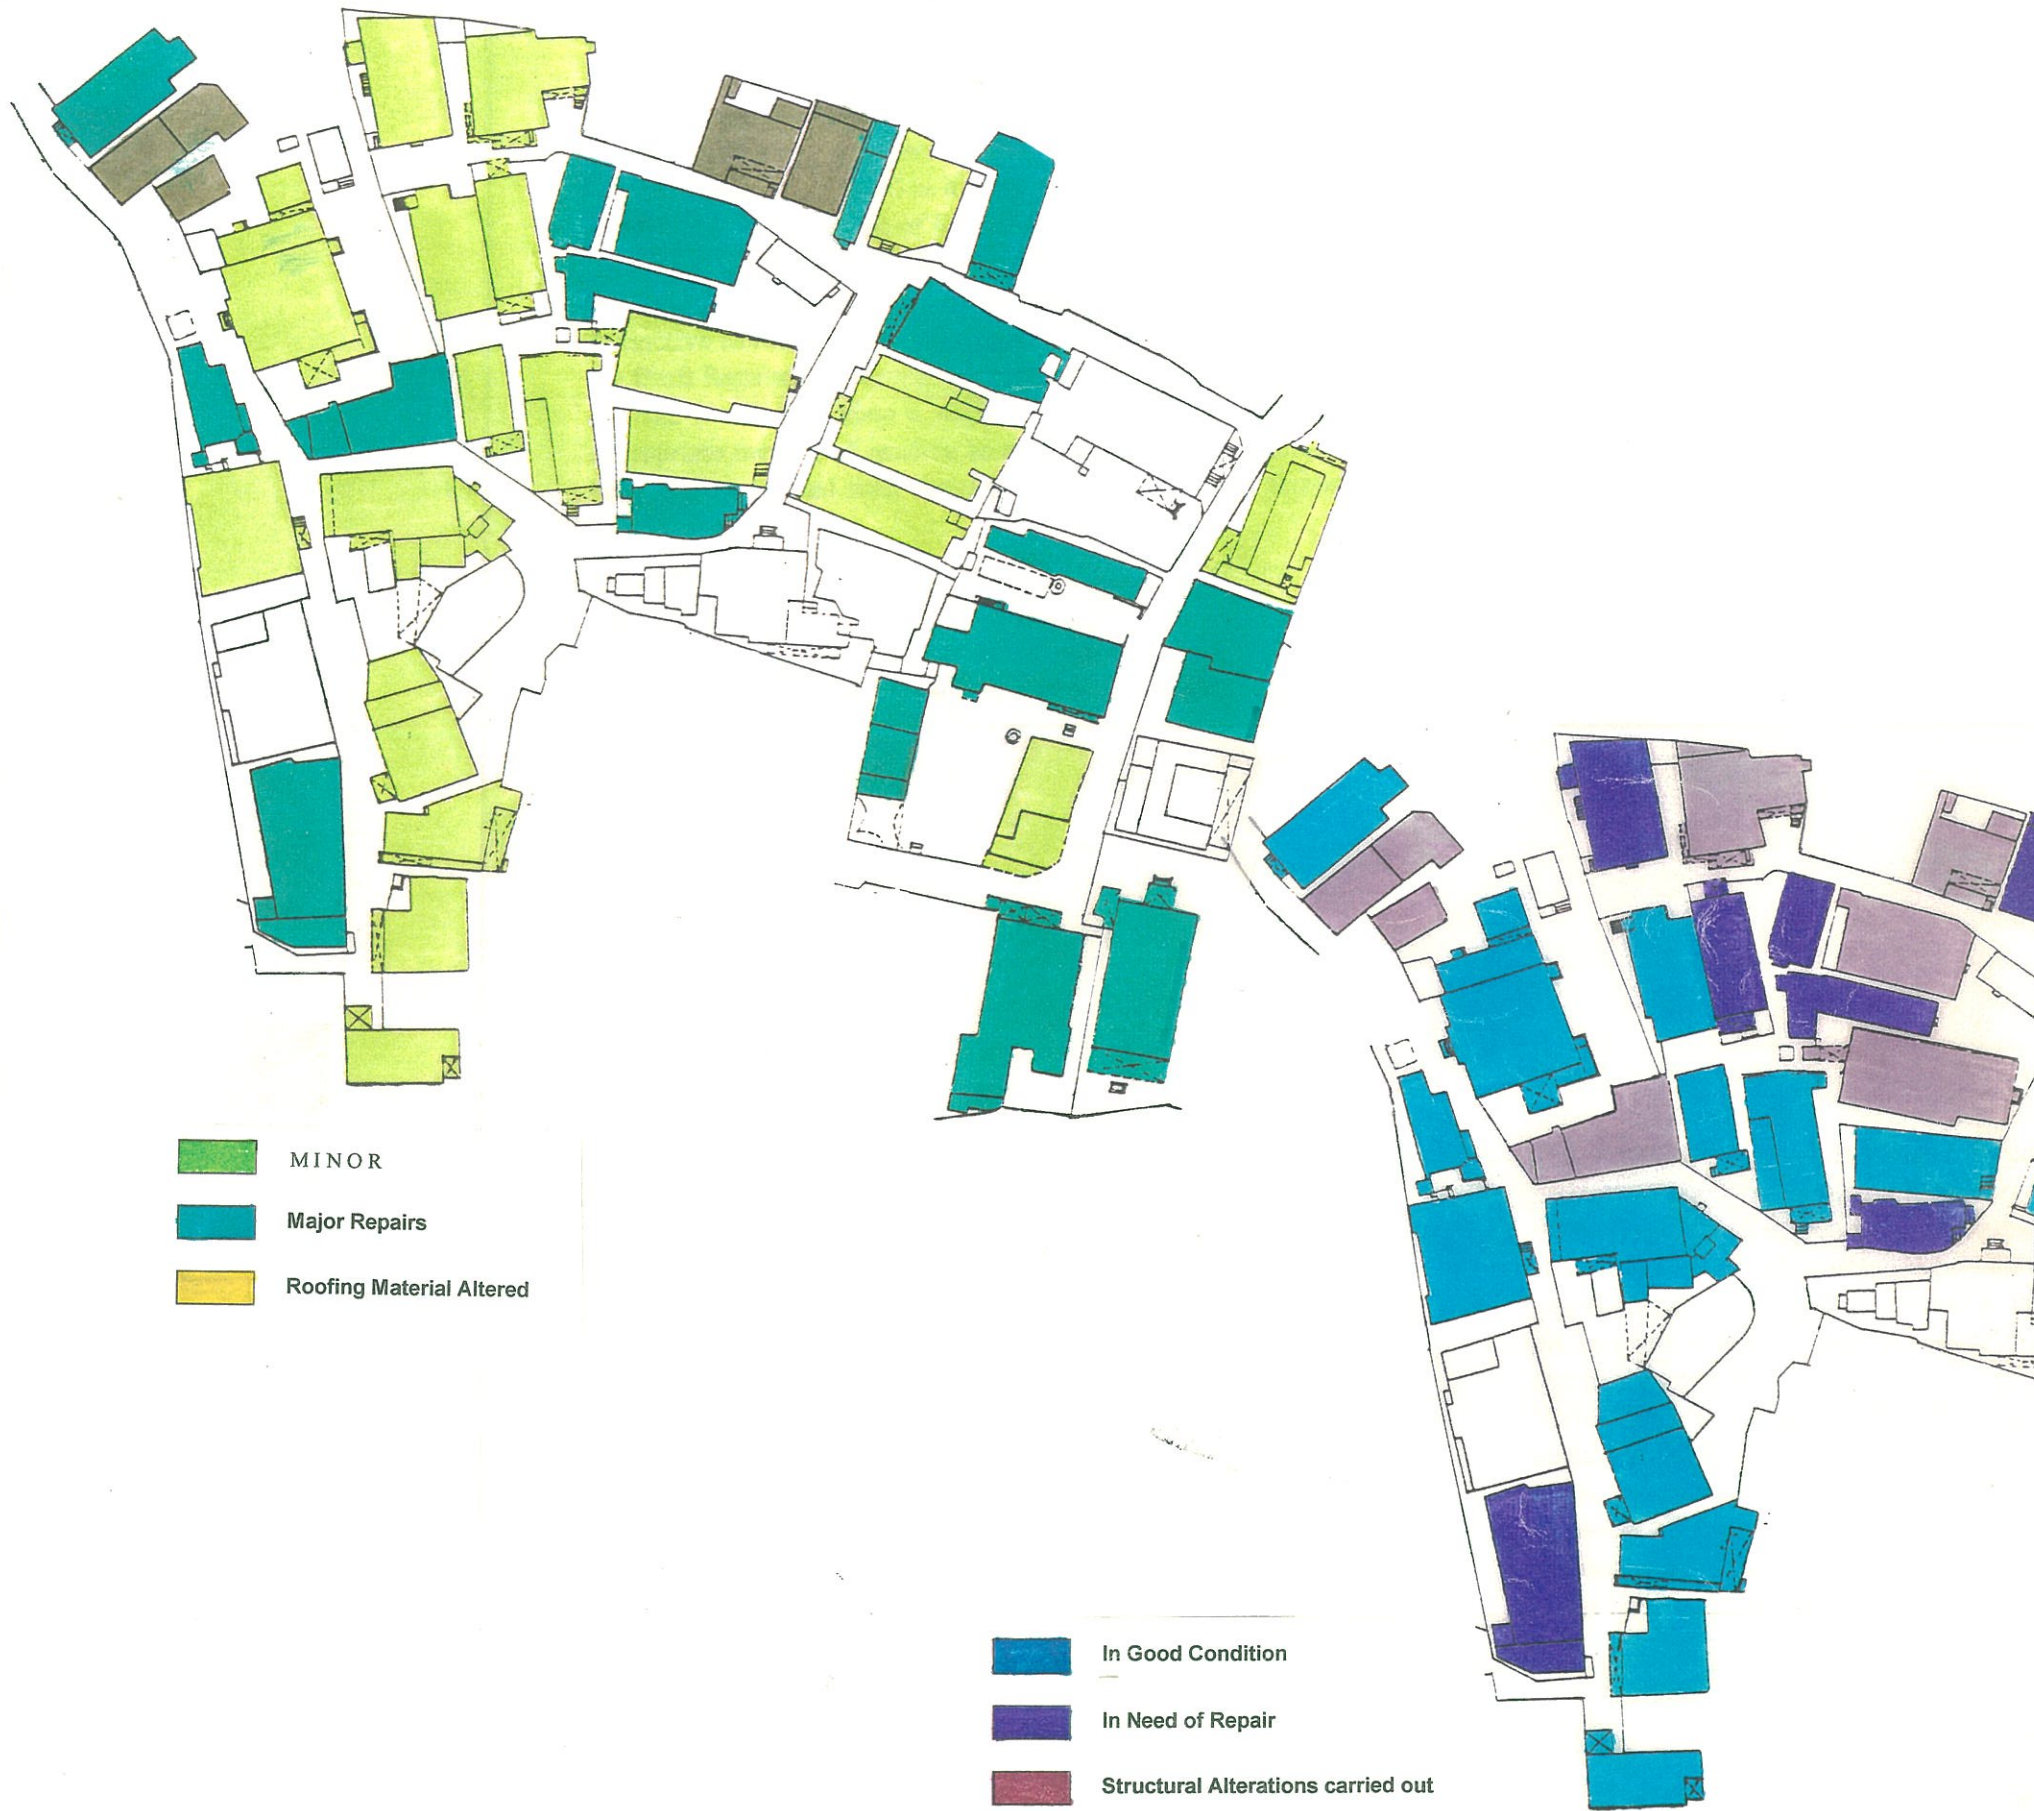 MINOR
Major Repairs
Roofing Material Altered
In Good Condition
In Need of Repair
Structural Alterations carried out